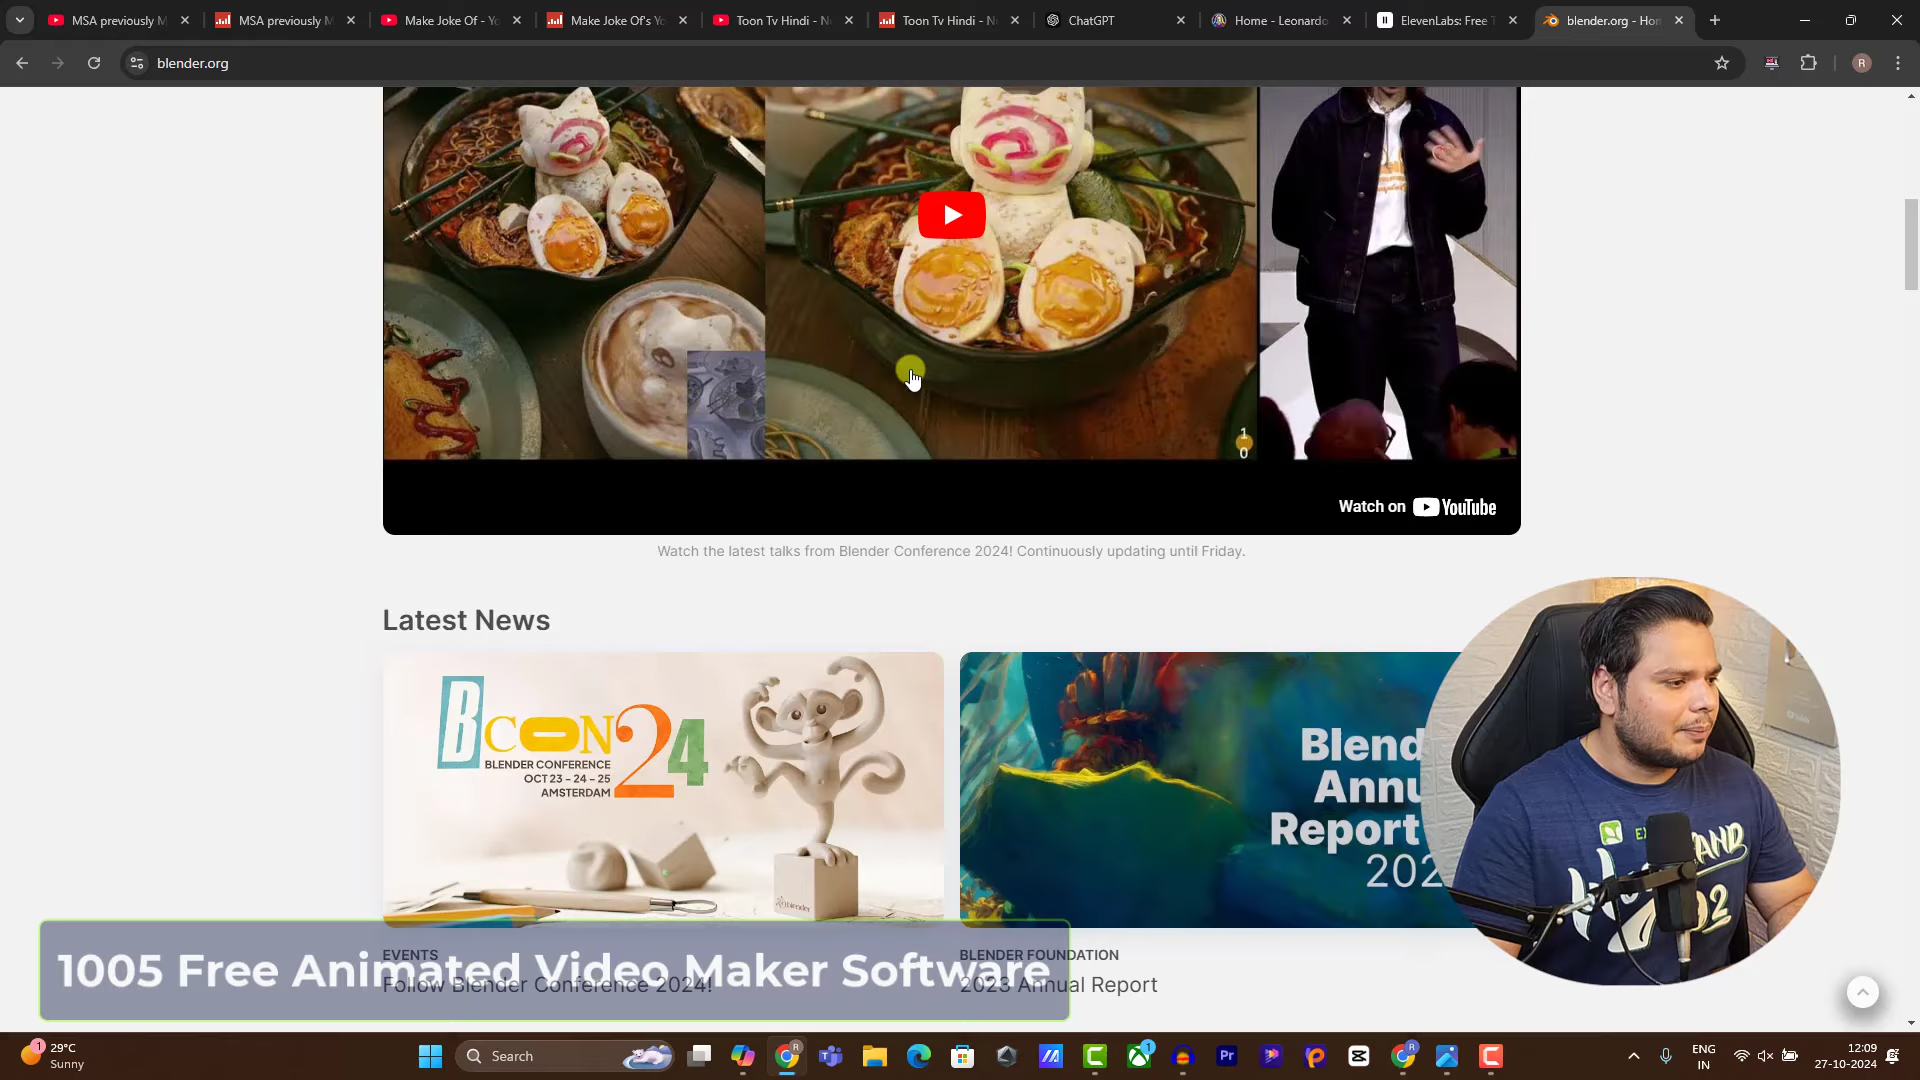 MSA previously M
MSA previously M
Make Joke Of - Yo
Make Joke Of's Yo
Toon Tv Hindi - N
Toon Tv Hindi - N
ChatGPT
Home - Leonardo
ElevenLabs: Free T
blender.org - Hom
blender.org
R
Watch on YouTube
Watch the latest talks from Blender Conference 2024! Continuously updating until Friday.
Latest News
BCON24
BLENDER CONFERENCE
OCT 23 - 24 - 25
AMSTERDAM
blender
Blend
Annu
Report
202
EVENTS
BLENDER FOUNDATION
Follow Blender Conference 2024!
2023 Annual Report
1005 Free Animated Video Maker Software
1
29°C
Sunny
Search
Pr
1
ENG
IN
12:09
27-10-2024